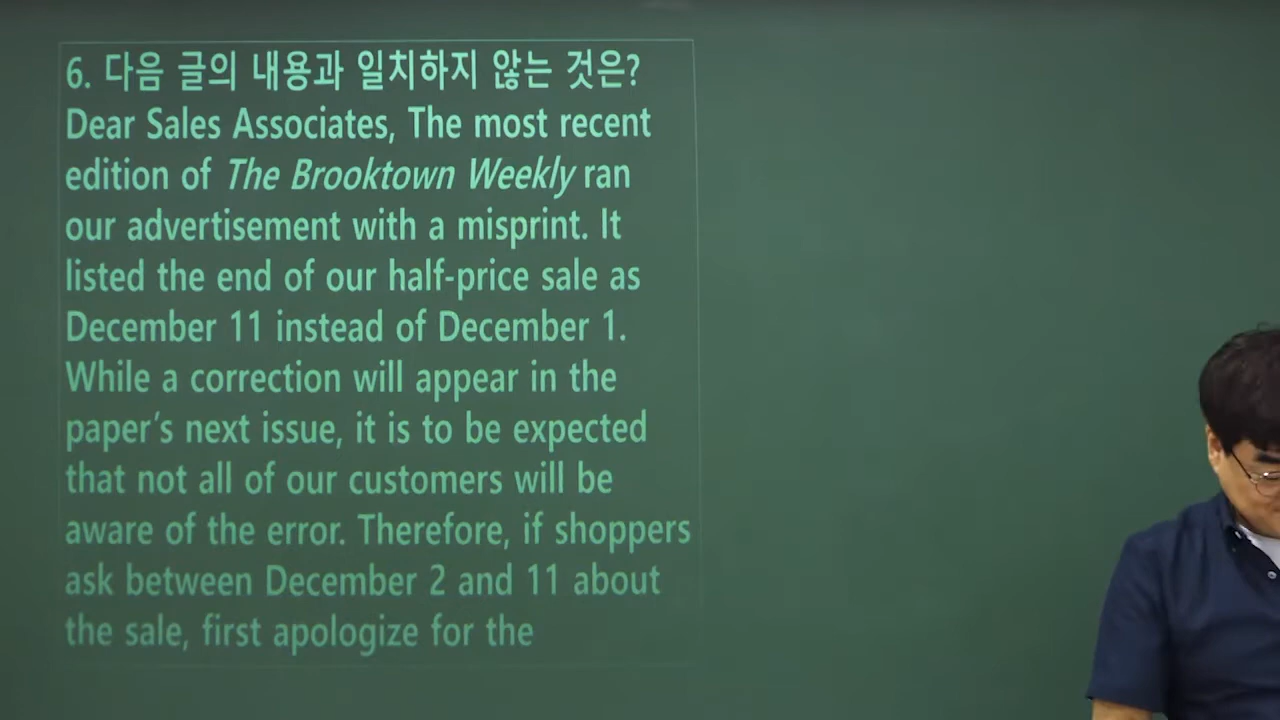 6. 다음 글의 내용과 일치하지 않는 것은?
Dear Sales Associates, The most recent
edition of The Brooktown Weekly ran
our advertisement with a misprint. It
listed the end of our half-price sale as
December 11 instead of December 1.
While a correction will appear in the
paper's next issue, it is to be expected
that not all of our customers will be
aware of the error. Therefore, if shoppers
ask between December 2 and 11 about
the sale, first apologize for the